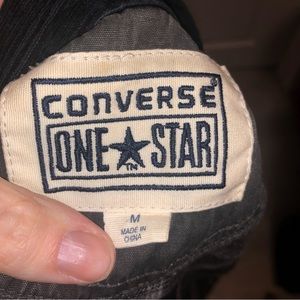 CONVERSE®
ONE ★ STAR
TM
M
MADE IN
CHINA